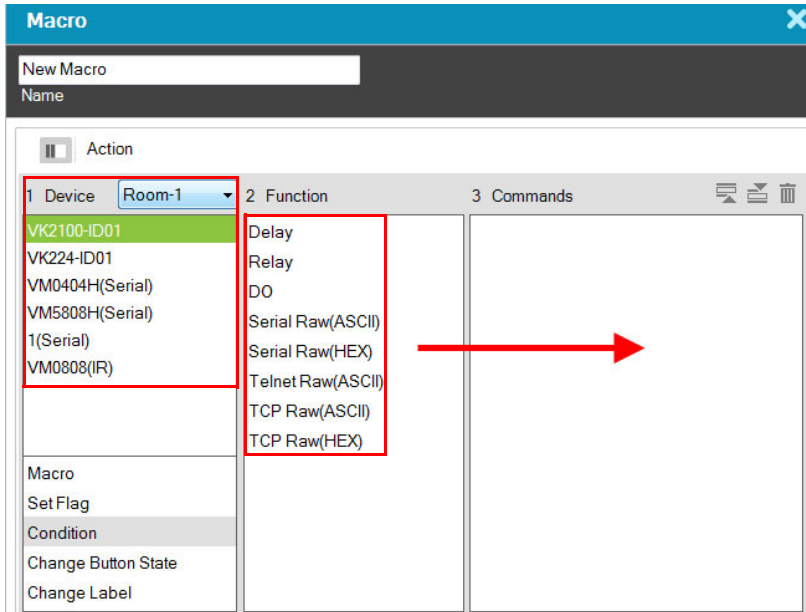 Macro
New Macro
Name
Action
1 Device Room-1
2 Function
3 Commands
VK2100-ID01
VK224-ID01
VM0404H(Serial)
VM5808H(Serial)
1(Serial)
VM0808(IR)
Delay
Relay
DO
Serial Raw(ASCII)
Serial Raw(HEX)
Telnet Raw(ASCII)
TCP Raw(ASCII)
TCP Raw(HEX)
Macro
Set Flag
Condition
Change Button State
Change Label